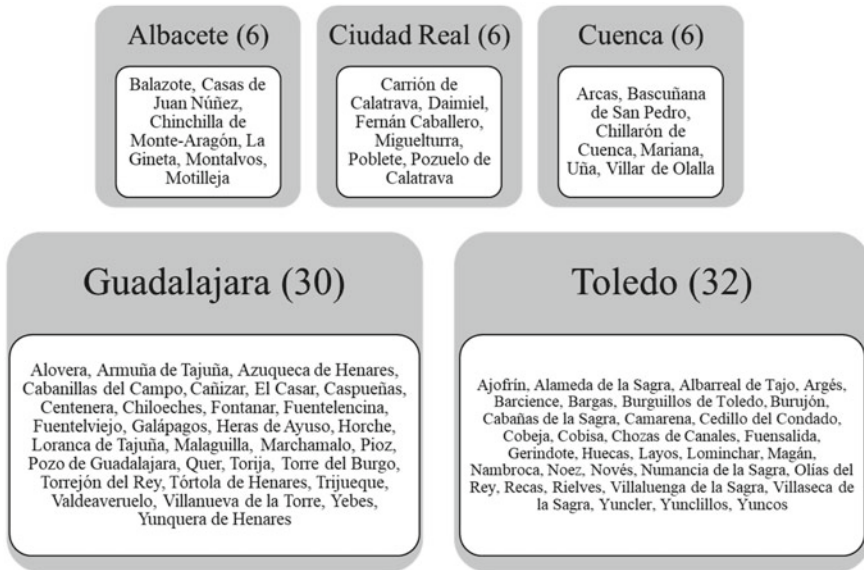 Albacete (6)
Balazote, Casas de
Juan Núñez,
Chinchilla de
Monte-Aragón, La
Gineta, Montalvos,
Motilleja
Ciudad Real (6)
Carrión de
Calatrava, Daimiel,
Fernán Caballero,
Miguelturra,
Poblete, Pozuelo de
Calatrava
Cuenca (6)
Arcas, Bascuñana
de San Pedro,
Chillarón de
Cuenca, Mariana,
Uña, Villar de Olalla
Guadalajara (30)
Alovera, Armuña de Tajuña, Azuqueca de Henares,
Cabanillas del Campo, Cañizar, El Casar, Caspueñas,
Centenera, Chiloeches, Fontanar, Fuentelencina,
Fuentelviejo, Galápagos, Heras de Ayuso, Horche,
Loranca de Tajuña, Malaguilla, Marchamalo, Pioz,
Pozo de Guadalajara, Quer, Torija, Torre del Burgo,
Torrejón del Rey, Tórtola de Henares, Trijueque,
Valdeaveruelo, Villanueva de la Torre, Yebes,
Yunquera de Henares
Toledo (32)
Ajofrín, Alameda de la Sagra, Albarreal de Tajo, Argés,
Barcience, Bargas, Burguillos de Toledo, Burujón,
Cabañas de la Sagra, Camarena, Cedillo del Condado,
Cobeja, Cobisa, Chozas de Canales, Fuensalida,
Gerindote, Huecas, Layos, Lominchar, Magán,
Nambroca, Noez, Novés, Numancia de la Sagra, Olías del
Rey, Recas, Rielves, Villaluenga de la Sagra, Villaseca de
la Sagra, Yuncler, Yunclillos, Yuncos